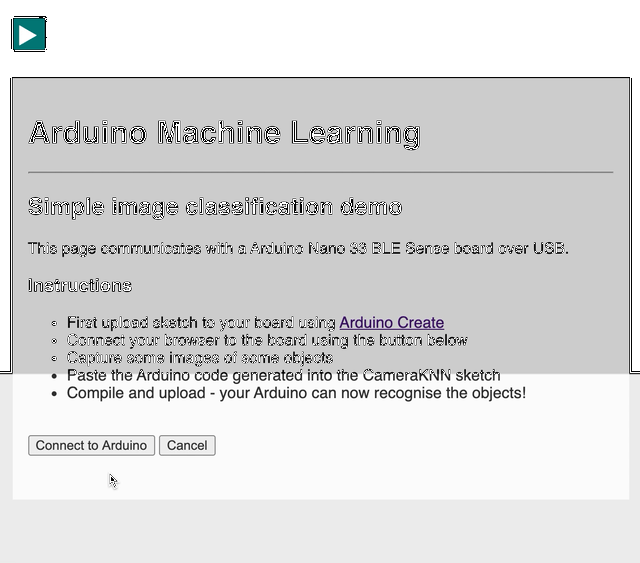 Arduino Machine Learning
Simple image classification demo
This page communicates with a Arduino Nano 33 BLE Sense board over USB.
Instructions
First upload sketch to your board using Arduino Create
Connect your browser to the board using the button below
Capture some images of some objects
Paste the Arduino code generated into the CameraKNN sketch
Compile and upload - your Arduino can now recognise the objects!
Connect to Arduino Cancel